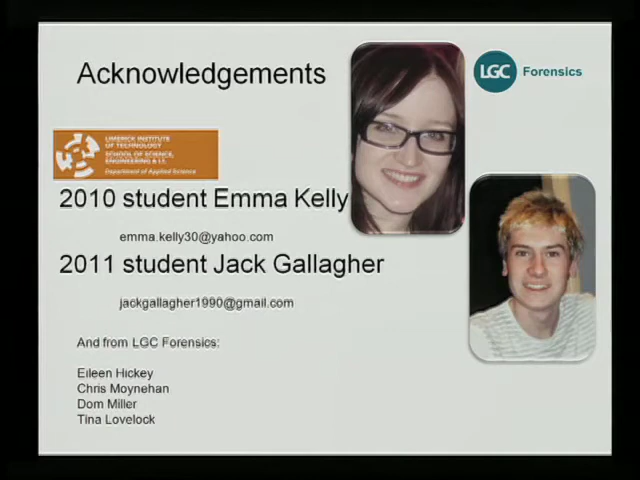 Acknowledgements
LGC Forensics
LIMERICK INSTITUTE
OF TECHNOLOGY
SCHOOL OF SCIENCE,
ENGINEERING & I.T.
Department of Applied Science
2010 student Emma Kelly
emma.kelly30@yahoo.com
2011 student Jack Gallagher
jackgallagher1990@gmail.com
And from LGC Forensics:
Eileen Hickey
Chris Moynehan
Dom Miller
Tina Lovelock